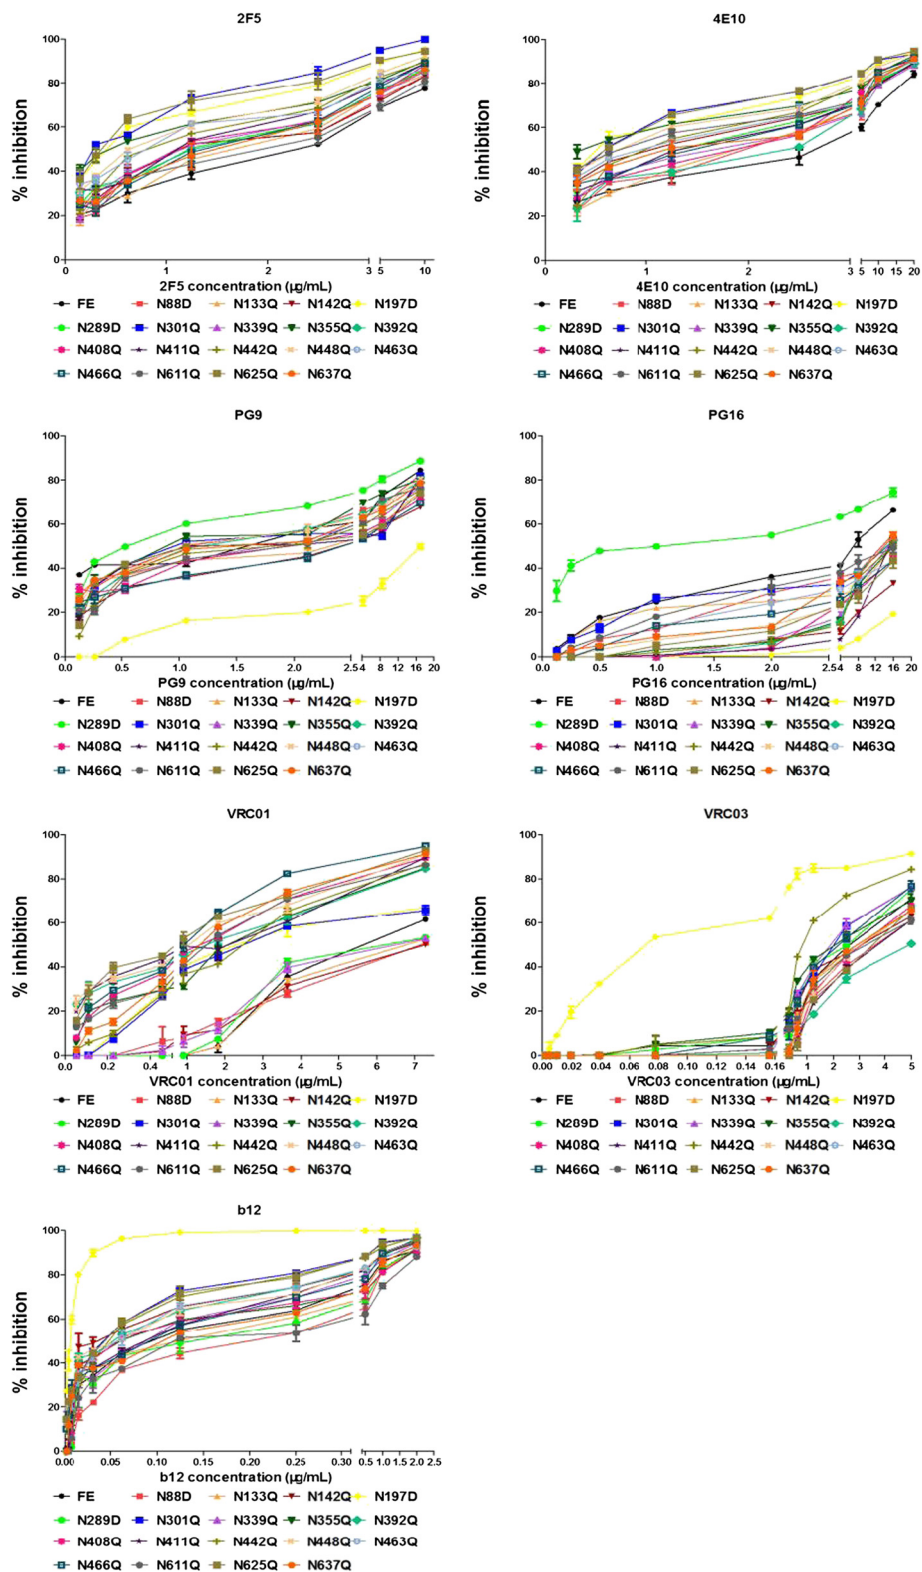 2F5
4E10
100
80
60
40
20
0
% inhibition
0 1 2 3 5 10
2F5 concentration (µg/mL)
100
80
60
40
20
0
% inhibition
0 1 2 3 5 10 15 20
4E10 concentration (µg/mL)
FE N88D N133Q N142Q N197D
N289D N301Q N339Q N355Q N392Q
N408Q N411Q N442Q N448Q N463Q
N466Q N611Q N625Q N637Q
FE N88D N133Q N142Q N197D
N289D N301Q N339Q N355Q N392Q
N408Q N411Q N442Q N448Q N463Q
N466Q N611Q N625Q N637Q
PG9
PG16
100
80
60
40
20
0
% inhibition
0.0 0.5 1.0 1.5 2.0 2.5 4 8 12 16 20
PG9 concentration (µg/mL)
100
80
60
40
20
0
% inhibition
0.0 0.5 1.0 1.5 2.0 2.5 4 8 12 16 20
PG16 concentration (µg/mL)
FE N88D N133Q N142Q N197D
N289D N301Q N339Q N355Q N392Q
N408Q N411Q N442Q N448Q N463Q
N466Q N611Q N625Q N637Q
FE N88D N133Q N142Q N197D
N289D N301Q N339Q N355Q N392Q
N408Q N411Q N442Q N448Q N463Q
N466Q N611Q N625Q N637Q
VRC01
VRC03
100
80
60
40
20
0
% inhibition
0.0 0.2 0.4 1 2 3 4 5 6 7
VRC01 concentration (µg/mL)
100
80
60
40
20
0
% inhibition
0.00 0.02 0.04 0.06 0.08 0.10 0.12 0.14 0.16 1 2 3 4 5
VRC03 concentration (µg/mL)
FE N88D N133Q N142Q N197D
N289D N301Q N339Q N355Q N392Q
N408Q N411Q N442Q N448Q N463Q
N466Q N611Q N625Q N637Q
FE N88D N133Q N142Q N197D
N289D N301Q N339Q N355Q N392Q
N408Q N411Q N442Q N448Q N463Q
N466Q N611Q N625Q N637Q
b12
100
80
60
40
20
0
% inhibition
0.00 0.05 0.10 0.15 0.20 0.25 0.30 0.5 1.0 1.5 2.0 2.5
b12 concentration (µg/mL)
FE N88D N133Q N142Q N197D
N289D N301Q N339Q N355Q N392Q
N408Q N411Q N442Q N448Q N463Q
N466Q N611Q N625Q N637Q